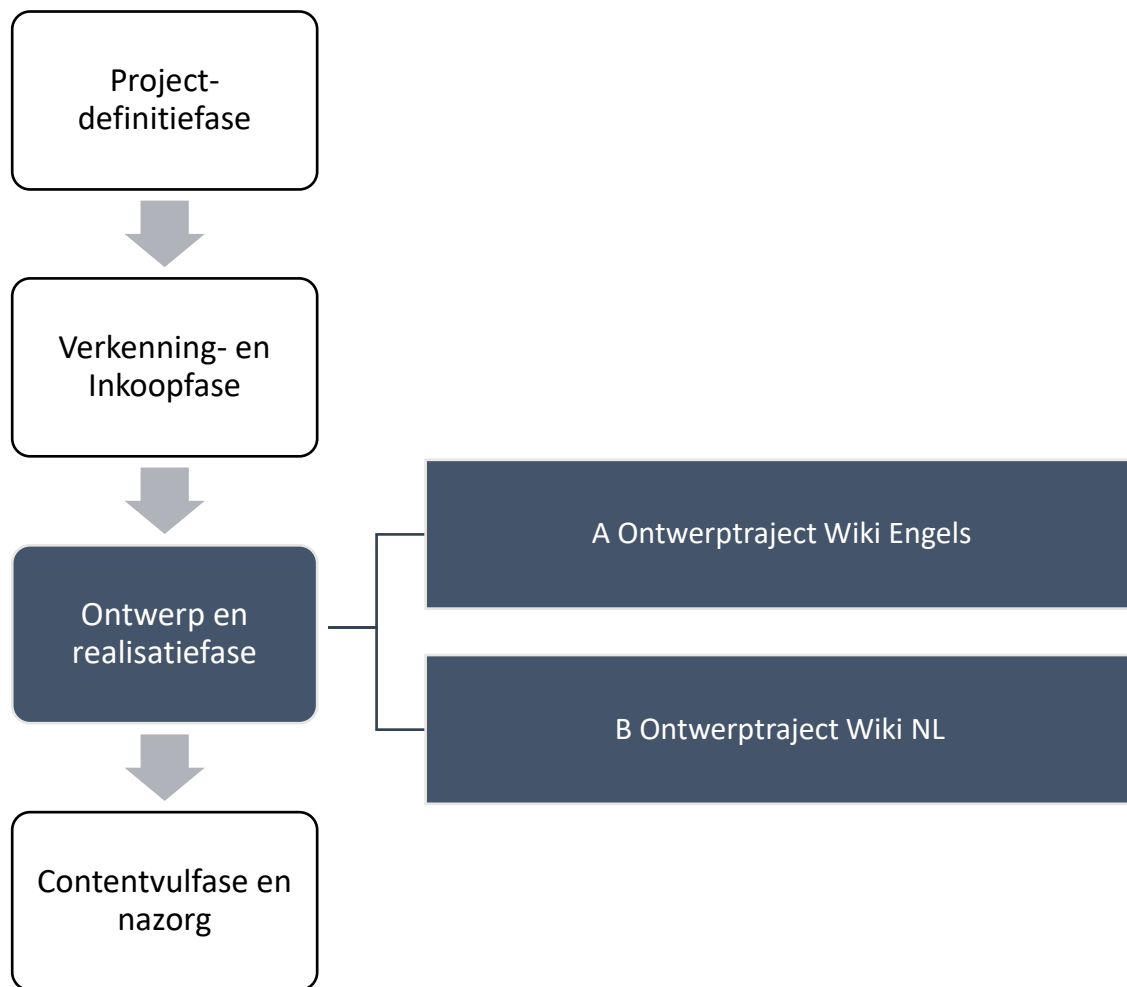 Project-
definitiefase
Verkenning- en
Inkoopfase
Ontwerp en
realisatiefase
A Ontwerptraject Wiki Engels
B Ontwerptraject Wiki NL
Contentvulfase en
nazorg